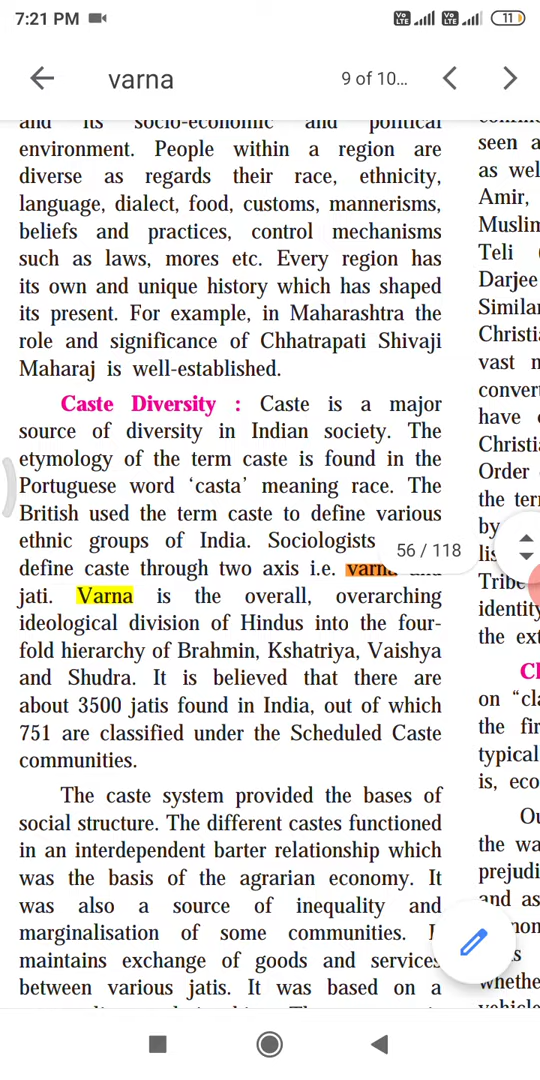 7:21 PM
Vo LTE Vo LTE 11
varna
9 of 10...
and its socio-economic and political
environment. People within a region are
diverse as regards their race, ethnicity,
language, dialect, food, customs, mannerisms,
beliefs and practices, control mechanisms
such as laws, mores etc. Every region has
its own and unique history which has shaped
its present. For example, in Maharashtra the
role and significance of Chhatrapati Shivaji
Maharaj is well-established.
Caste Diversity : Caste is a major
source of diversity in Indian society. The
etymology of the term caste is found in the
Portuguese word ‘casta’ meaning race. The
British used the term caste to define various
ethnic groups of India. Sociologists
define caste through two axis i.e. varna and
jati. Varna is the overall, overarching
ideological division of Hindus into the four-
fold hierarchy of Brahmin, Kshatriya, Vaishya
and Shudra. It is believed that there are
about 3500 jatis found in India, out of which
751 are classified under the Scheduled Caste
communities.
The caste system provided the bases of
social structure. The different castes functioned
in an interdependent barter relationship which
was the basis of the agrarian economy. It
was also a source of inequality and
marginalisation of some communities. I
maintains exchange of goods and services
between various jatis. It was based on a
56 / 118
seen a
as wel
Amir,
Muslim
Teli
Darjee
Similar
Christi
vast n
convert
have
Christi
Order
the ter
by
lis
Tribe
identity
the ext
Cl
on “cla
the fir
typical
is, eco
Ou
the wa
prejudi
and as
non
s
whethe